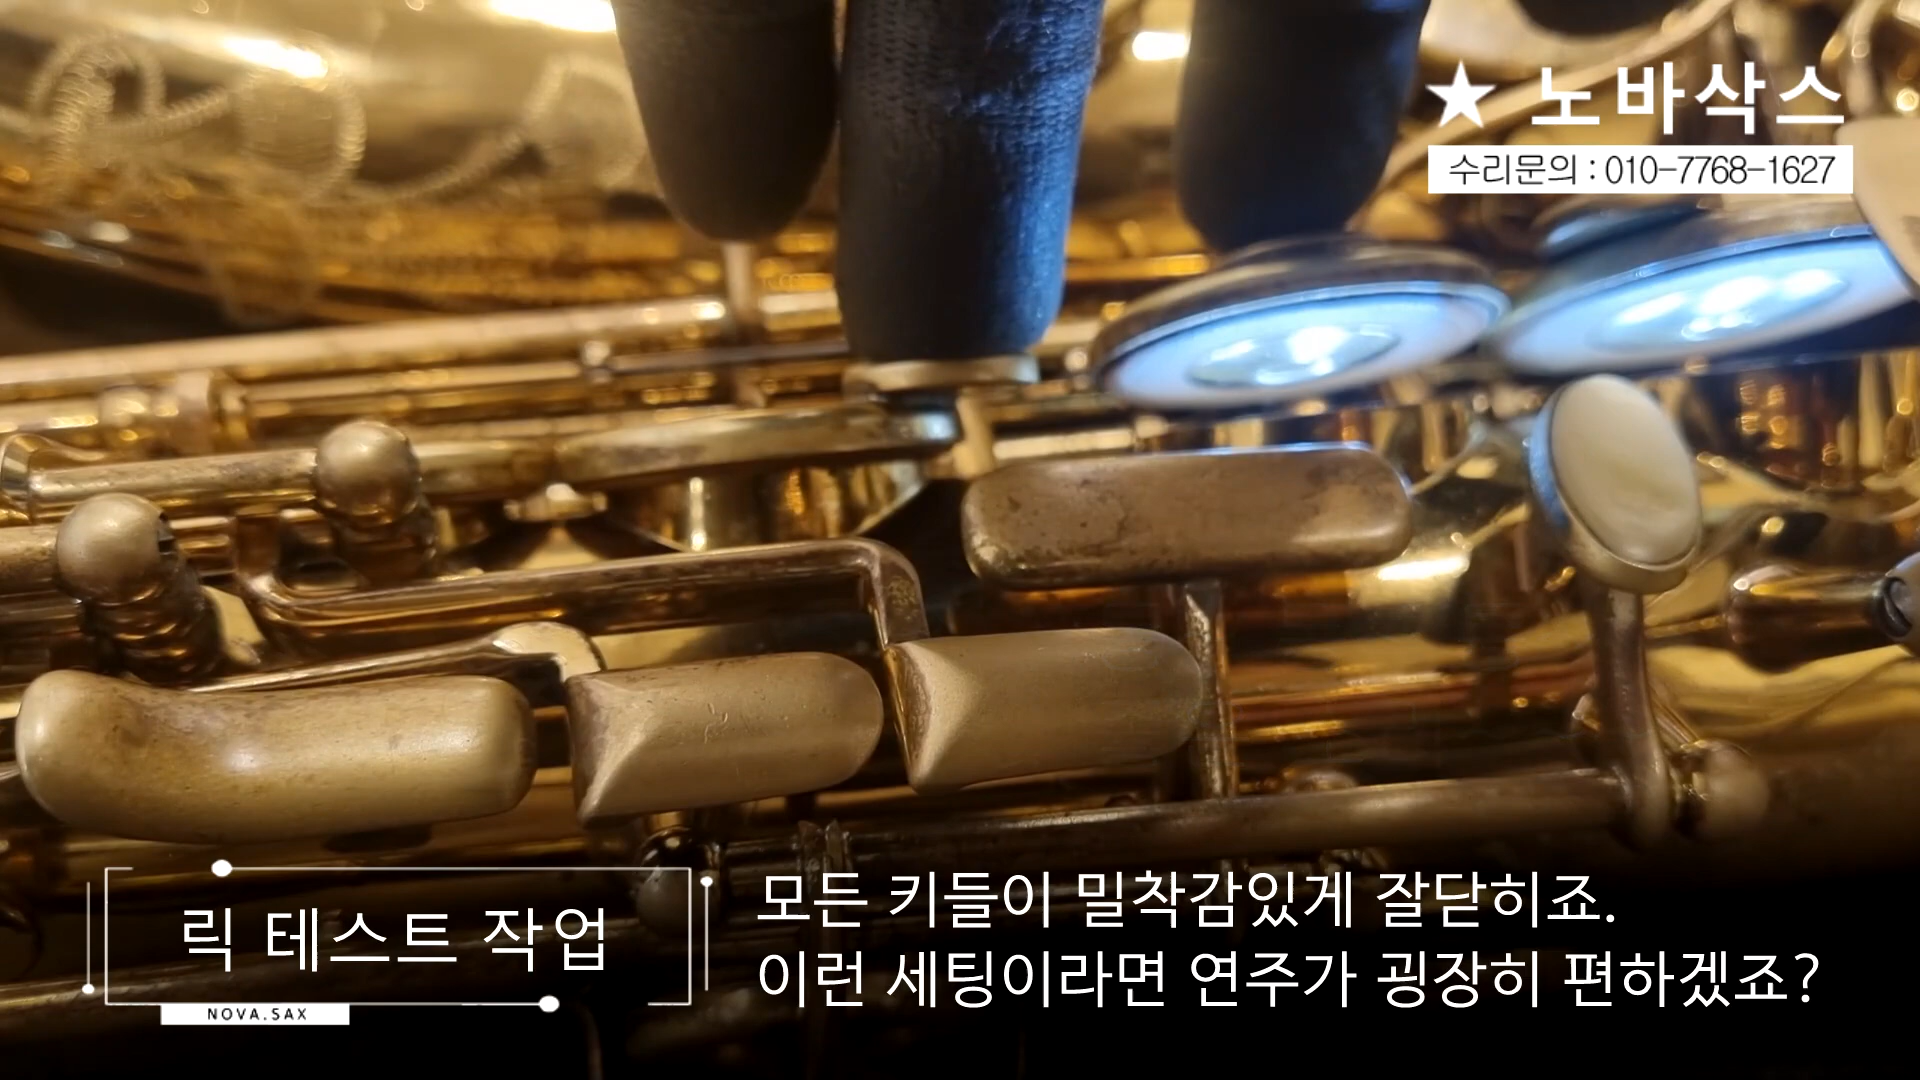 ★ 노바삭스
수리문의 : 010-7768-1627
릭 테스트 작업
NOVA.SAX
모든 키들이 밀착감있게 잘닫히죠.
이런 세팅이라면 연주가 굉장히 편하겠죠?